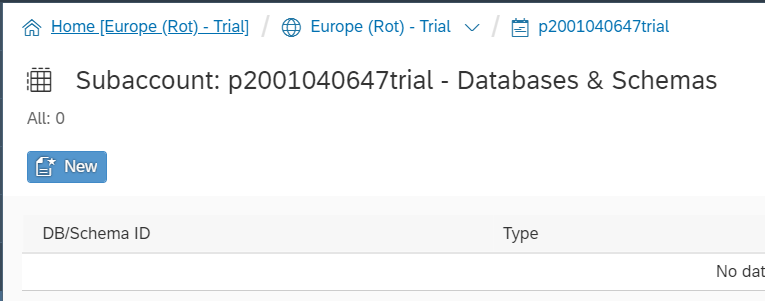 Home [Europe (Rot) - Trial] / Europe (Rot) - Trial / p2001040647trial
Subaccount: p2001040647trial - Databases & Schemas
All: 0
New
DB/Schema ID Type
No dat